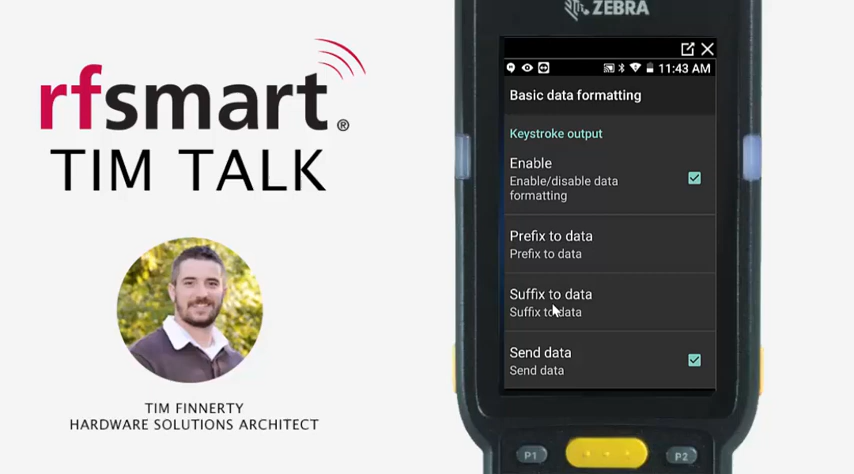 rfsmart®
TIM TALK
TIM FINNERTY
HARDWARE SOLUTIONS ARCHITECT
ZEBRA
11:43 AM
Basic data formatting
Keystroke output
Enable
Enable/disable data
formatting
Prefix to data
Prefix to data
Suffix to data
Suffix to data
Send data
Send data
P1
P2